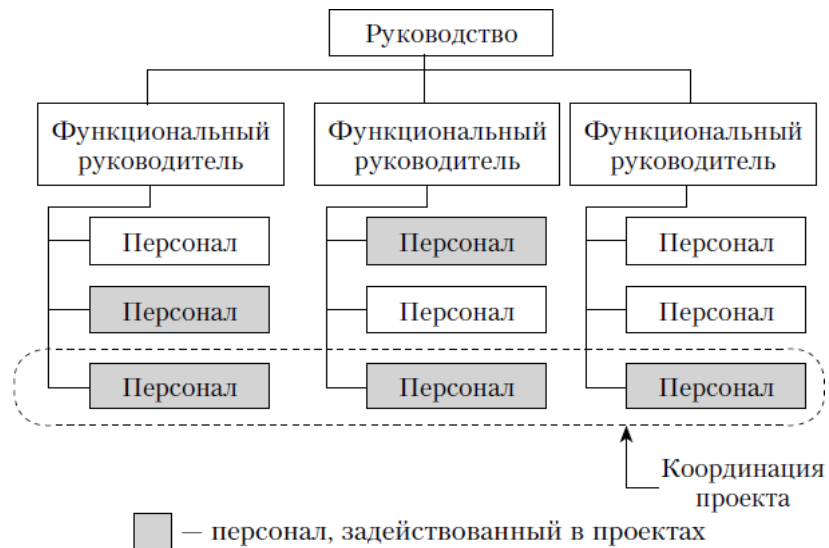 Руководство
Функциональный
руководитель
Функциональный
руководитель
Функциональный
руководитель
Персонал
Персонал
Персонал
Персонал
Персонал
Персонал
Персонал
Персонал
Персонал
Координация
проекта
— персонал, задействованный в проектах